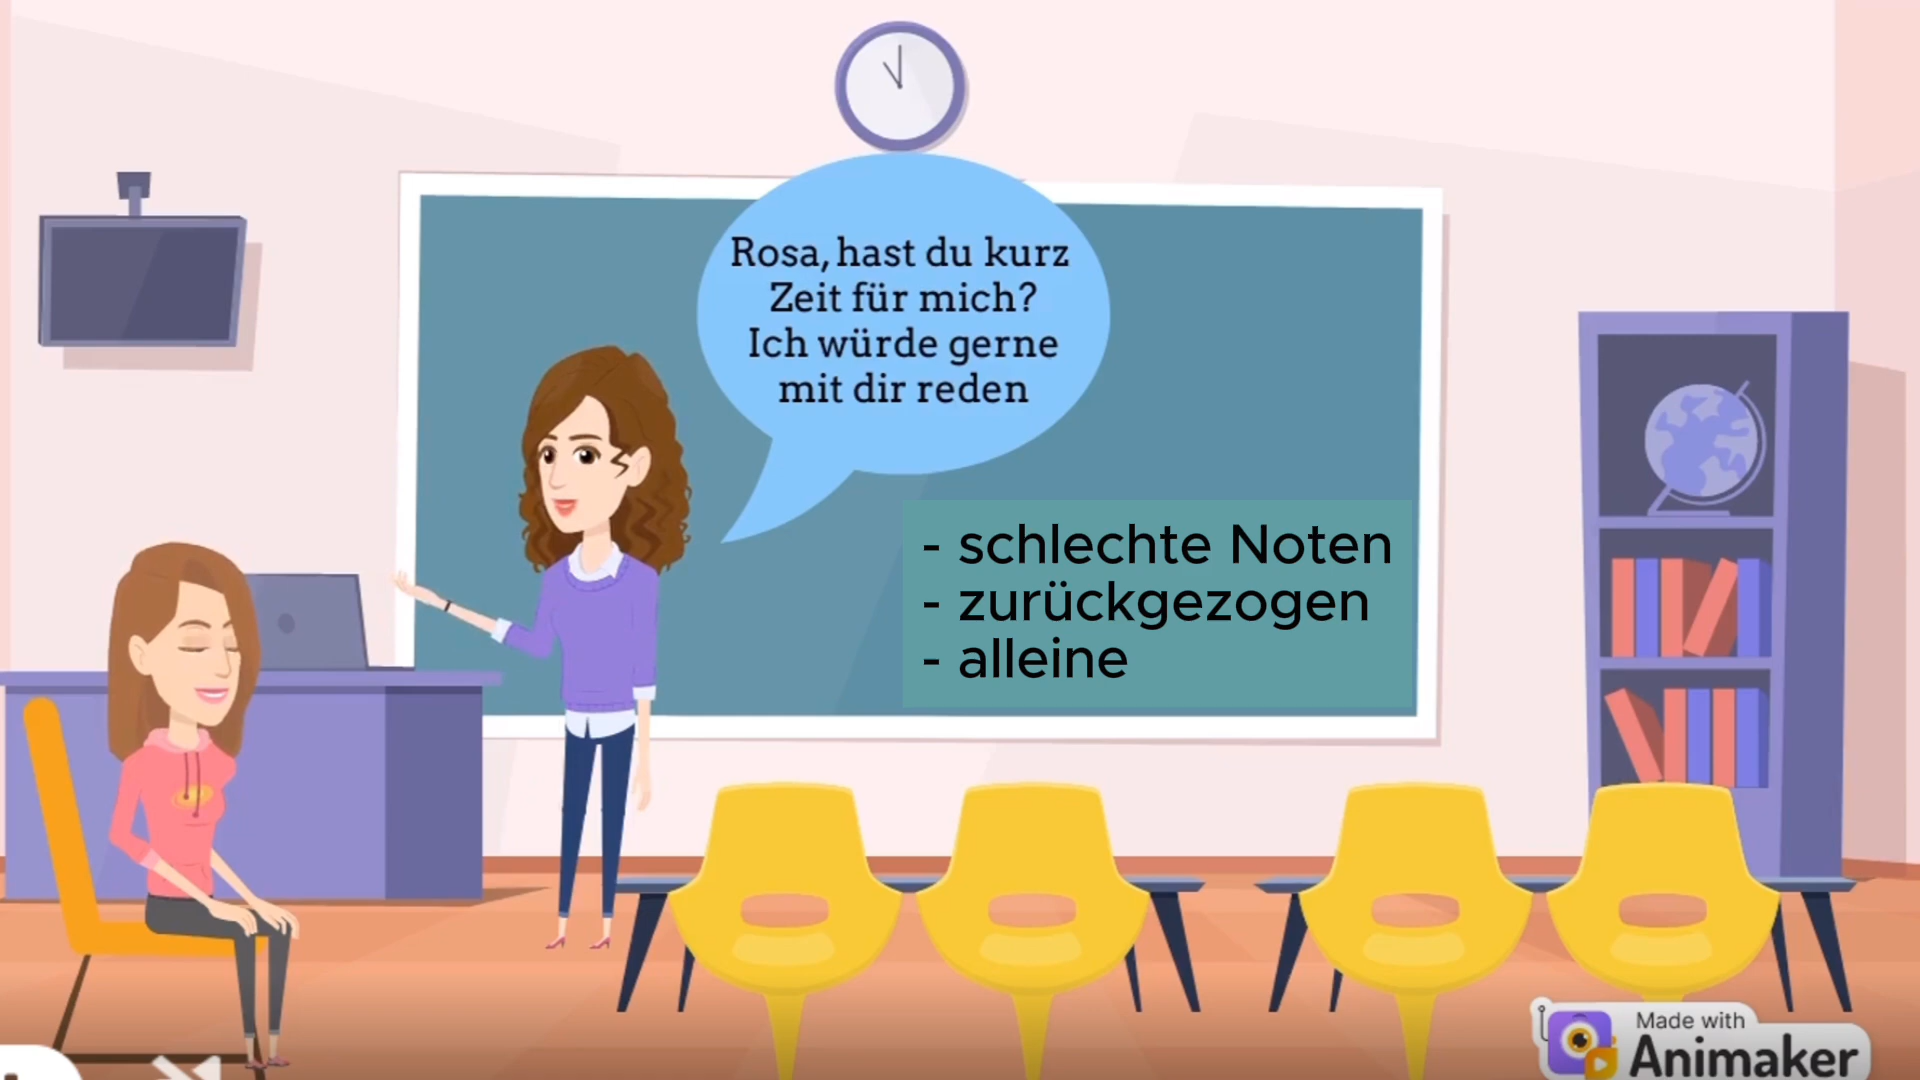 Rosa, hast du kurz
Zeit für mich?
Ich würde gerne
mit dir reden
- schlechte Noten
- zurückgezogen
- alleine
Made with
Animaker